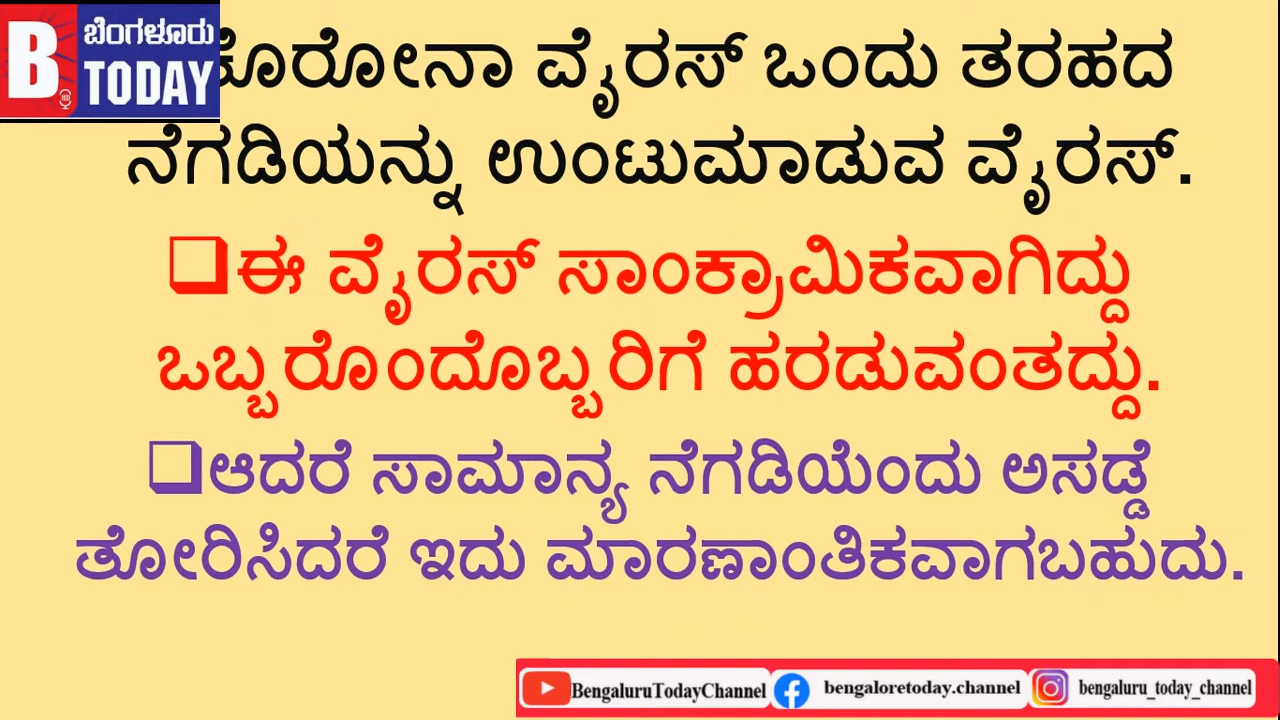 ಬೆಂಗಳೂರು
B TODAY
ಕೊರೋನಾ ವೈರಸ್ ಒಂದು ತರಹದ
ನೆಗಡಿಯನ್ನು ಉಂಟುಮಾಡುವ ವೈರಸ್.
❑ಈ ವೈರಸ್ ಸಾಂಕ್ರಾಮಿಕವಾಗಿದ್ದು
ಒಬ್ಬರೊಂದೊಬ್ಬರಿಗೆ ಹರಡುವಂತದ್ದು.
❑ಆದರೆ ಸಾಮಾನ್ಯ ನೆಗಡಿಯೆಂದು ಅಸಡ್ಡೆ
ತೋರಿಸಿದರೆ ಇದು ಮಾರಣಾಂತಿಕವಾಗಬಹುದು.
BengaluruTodayChannel bengaloretoday.channel bengaluru_today_channel